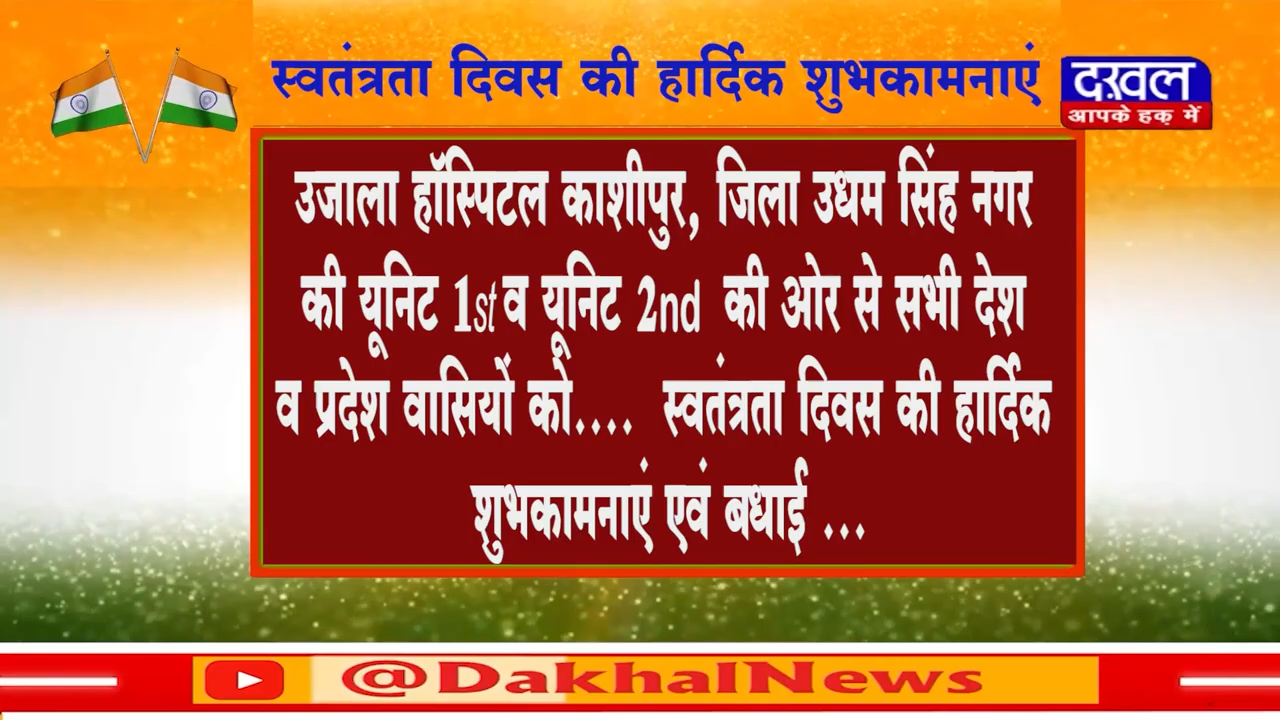 स्वतंत्रता दिवस की हार्दिक शुभकामनाएं
दख़ल
आपके हक़ में
उजाला हॉस्पिटल काशीपुर, जिला उधम सिंह नगर
की यूनिट 1st व यूनिट 2nd की ओर से सभी देश
व प्रदेश वासियों को.... स्वतंत्रता दिवस की हार्दिक
शुभकामनाएं एवं बधाई ...
@DakhalNews